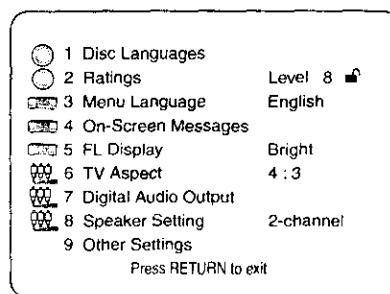 1 Disc Languages
2 Ratings Level 8
3 Menu Language English
4 On-Screen Messages
5 FL Display Bright
6 TV Aspect 4 : 3
7 Digital Audio Output
8 Speaker Setting 2-channel
9 Other Settings
Press RETURN to exit